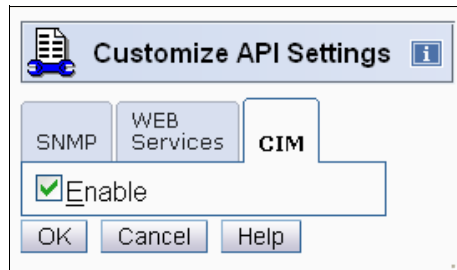 Customize API Settings
SNMP
WEB
Services
CIM
Enable
OK Cancel Help